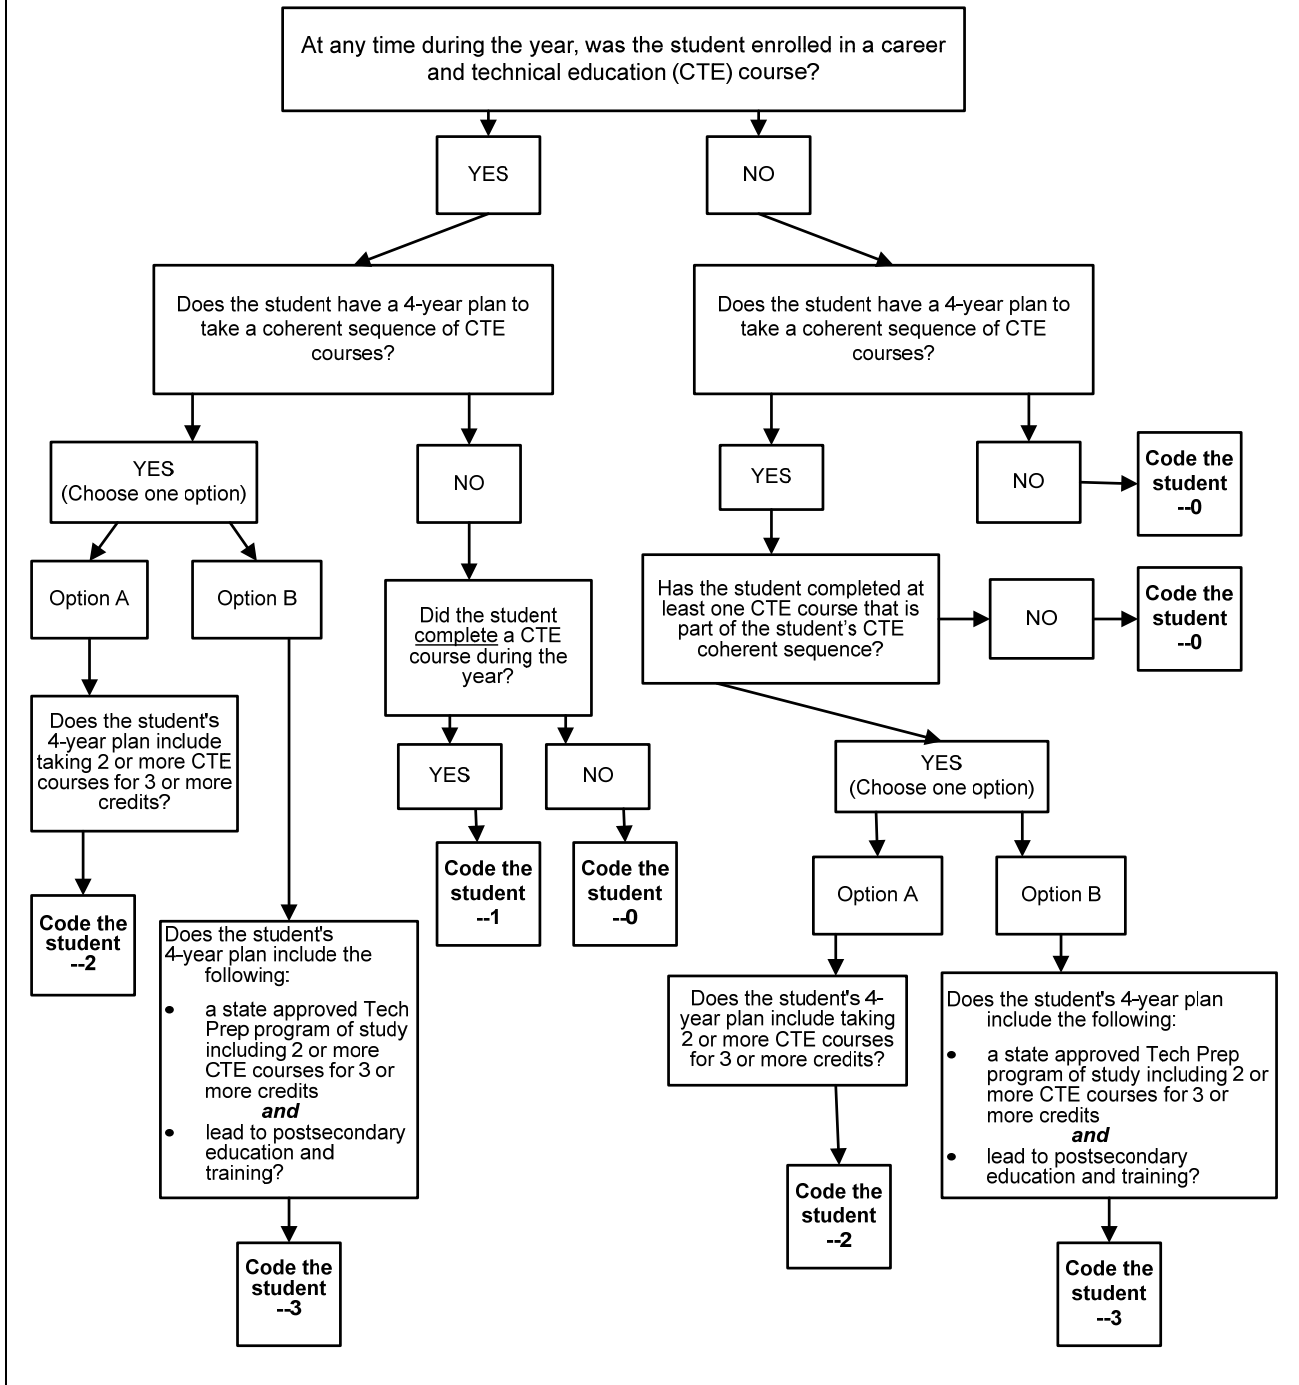 At any time during the year, was the student enrolled in a career
and technical education (CTE) course?
YES
NO
Does the student have a 4-year plan to
take a coherent sequence of CTE
courses?
Does the student have a 4-year plan to
take a coherent sequence of CTE
courses?
YES
(Choose one option)
NO
YES
NO
Code the
student
--0
Option A
Option B
Did the student
complete a CTE
course during the
year?
Has the student completed at
least one CTE course that is
part of the student's CTE
coherent sequence?
NO
Code the
student
--0
Does the student's
4-year plan include
taking 2 or more CTE
courses for 3 or more
credits?
YES
NO
YES
(Choose one option)
Code the
student
--2
Code the
student
--1
Code the
student
--0
Option A
Option B
Does the student's
4-year plan include the
following:
• a state approved Tech
Prep program of study
including 2 or more
CTE courses for 3 or
more credits
and
• lead to postsecondary
education and
training?
Does the student's 4-
year plan include taking
2 or more CTE courses
for 3 or more credits?
Does the student's 4-year plan
include the following:
• a state approved Tech Prep
program of study including 2 or
more CTE courses for 3 or
more credits
and
• lead to postsecondary
education and training?
Code the
student
--3
Code the
student
--2
Code the
student
--3